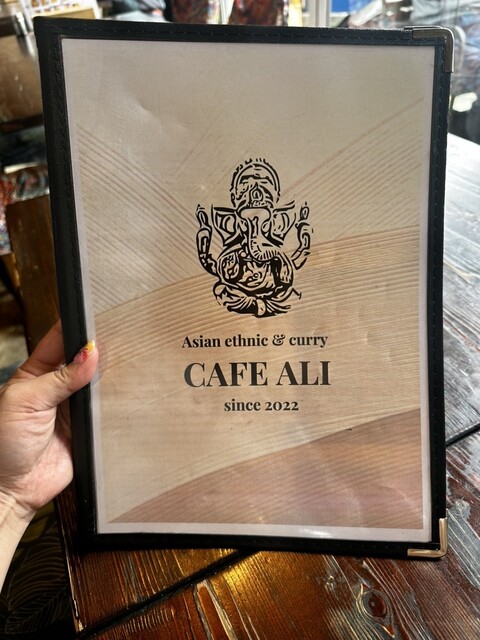 Asian ethnic & curry
CAFE ALI
since 2022